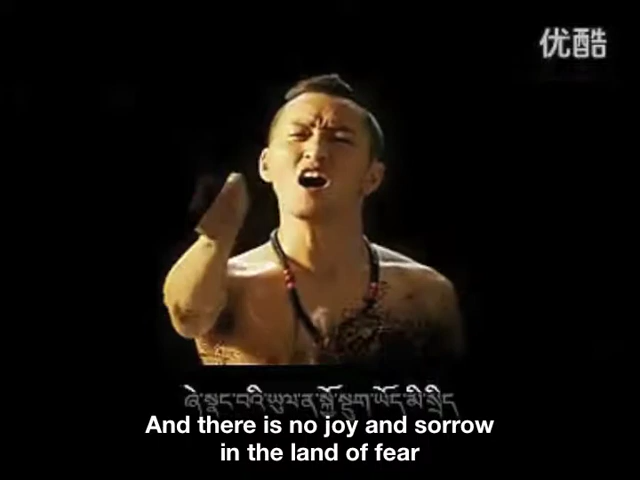 优酷
ཞེ་སྣང་བའི་ཡུལ་ན་སྐྱོ་སྡུག་ཡོད་མི་སྲིད
And there is no joy and sorrow
in the land of fear